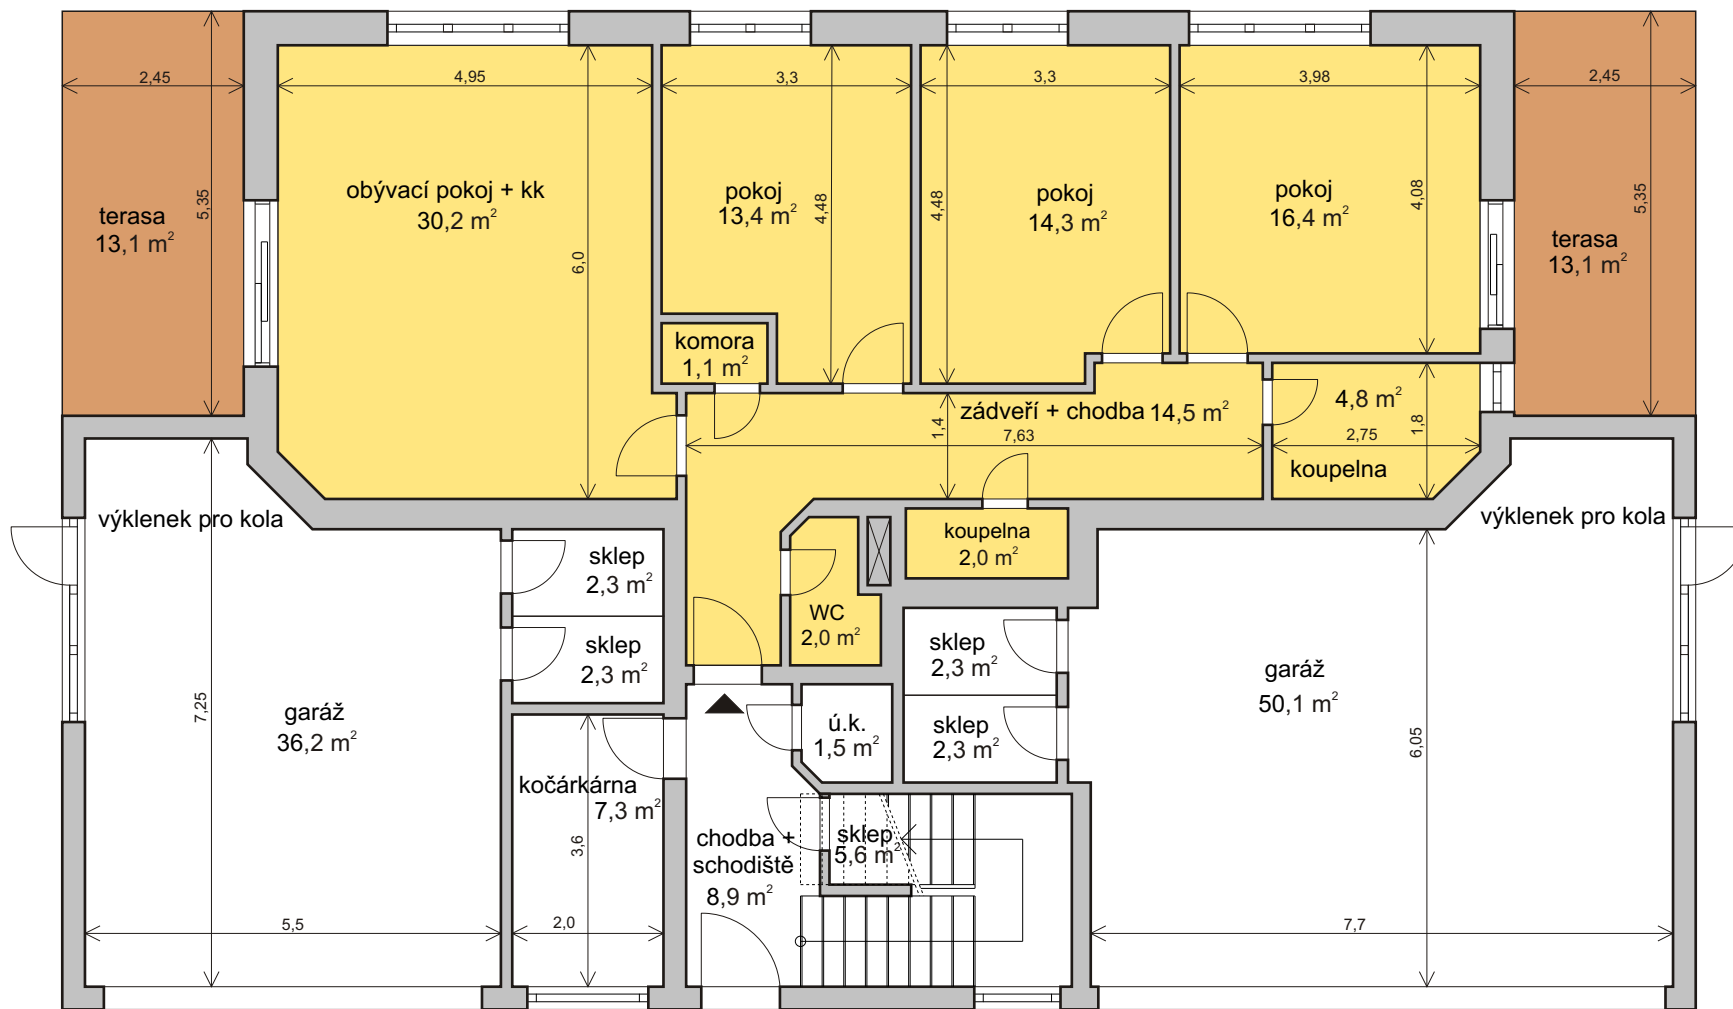 2,45
4,95
3,3
3,3
3,98
2,45
5,35
6,0
4,48
4,48
4,08
5,35
terasa
13,1 m²
obývací pokoj + kk
30,2 m²
pokoj
13,4 m²
pokoj
14,3 m²
pokoj
16,4 m²
terasa
13,1 m²
komora
1,1 m²
zádveří + chodba 14,5 m²
1,4
7,63
4,8 m²
1,8
2,75
koupelna
výklenek pro kola
koupelna
2,0 m²
výklenek pro kola
sklep
2,3 m²
sklep
2,3 m²
WC
2,0 m²
sklep
2,3 m²
sklep
2,3 m²
garáž
36,2 m²
7,25
5,5
ú.k.
1,5 m²
garáž
50,1 m²
6,05
7,7
kočárkárna
7,3 m²
3,6
2,0
chodba +
schodiště
8,9 m²
sklep
5,6 m²